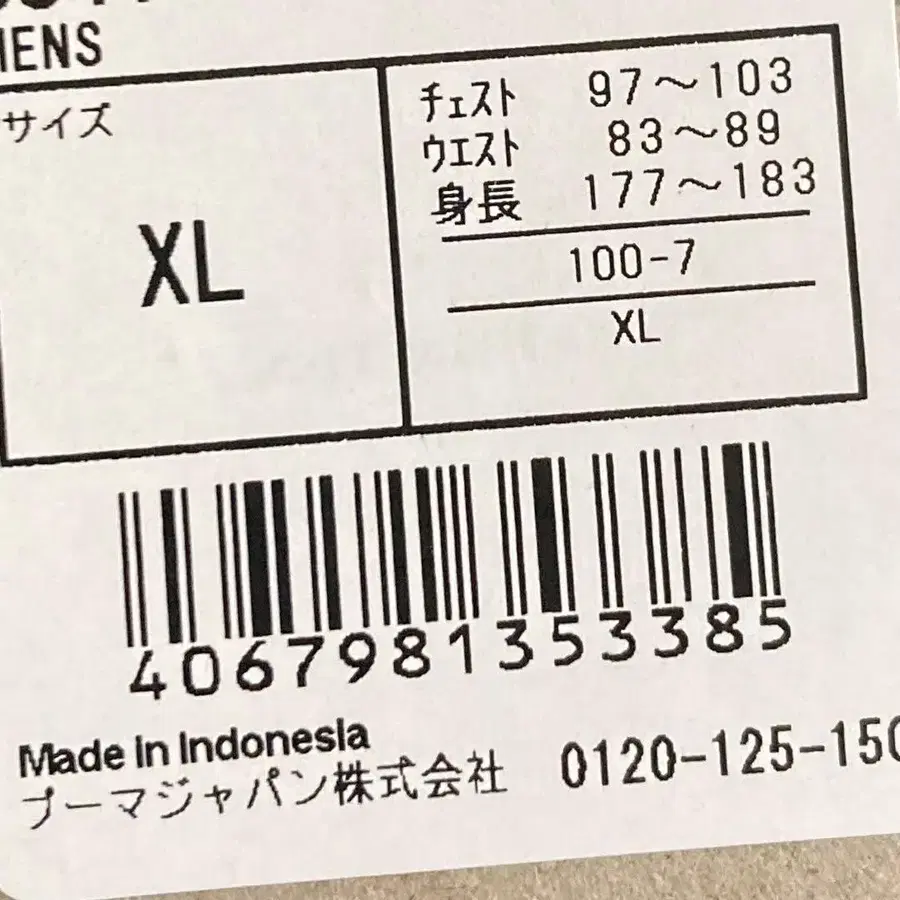 MENS
サイズ
XL
チェスト 97～103
ウエスト 83～89
身長 177～183
100-7
XL
4067981353385
Made in Indonesia
プーマジャパン株式会社 0120-125-150